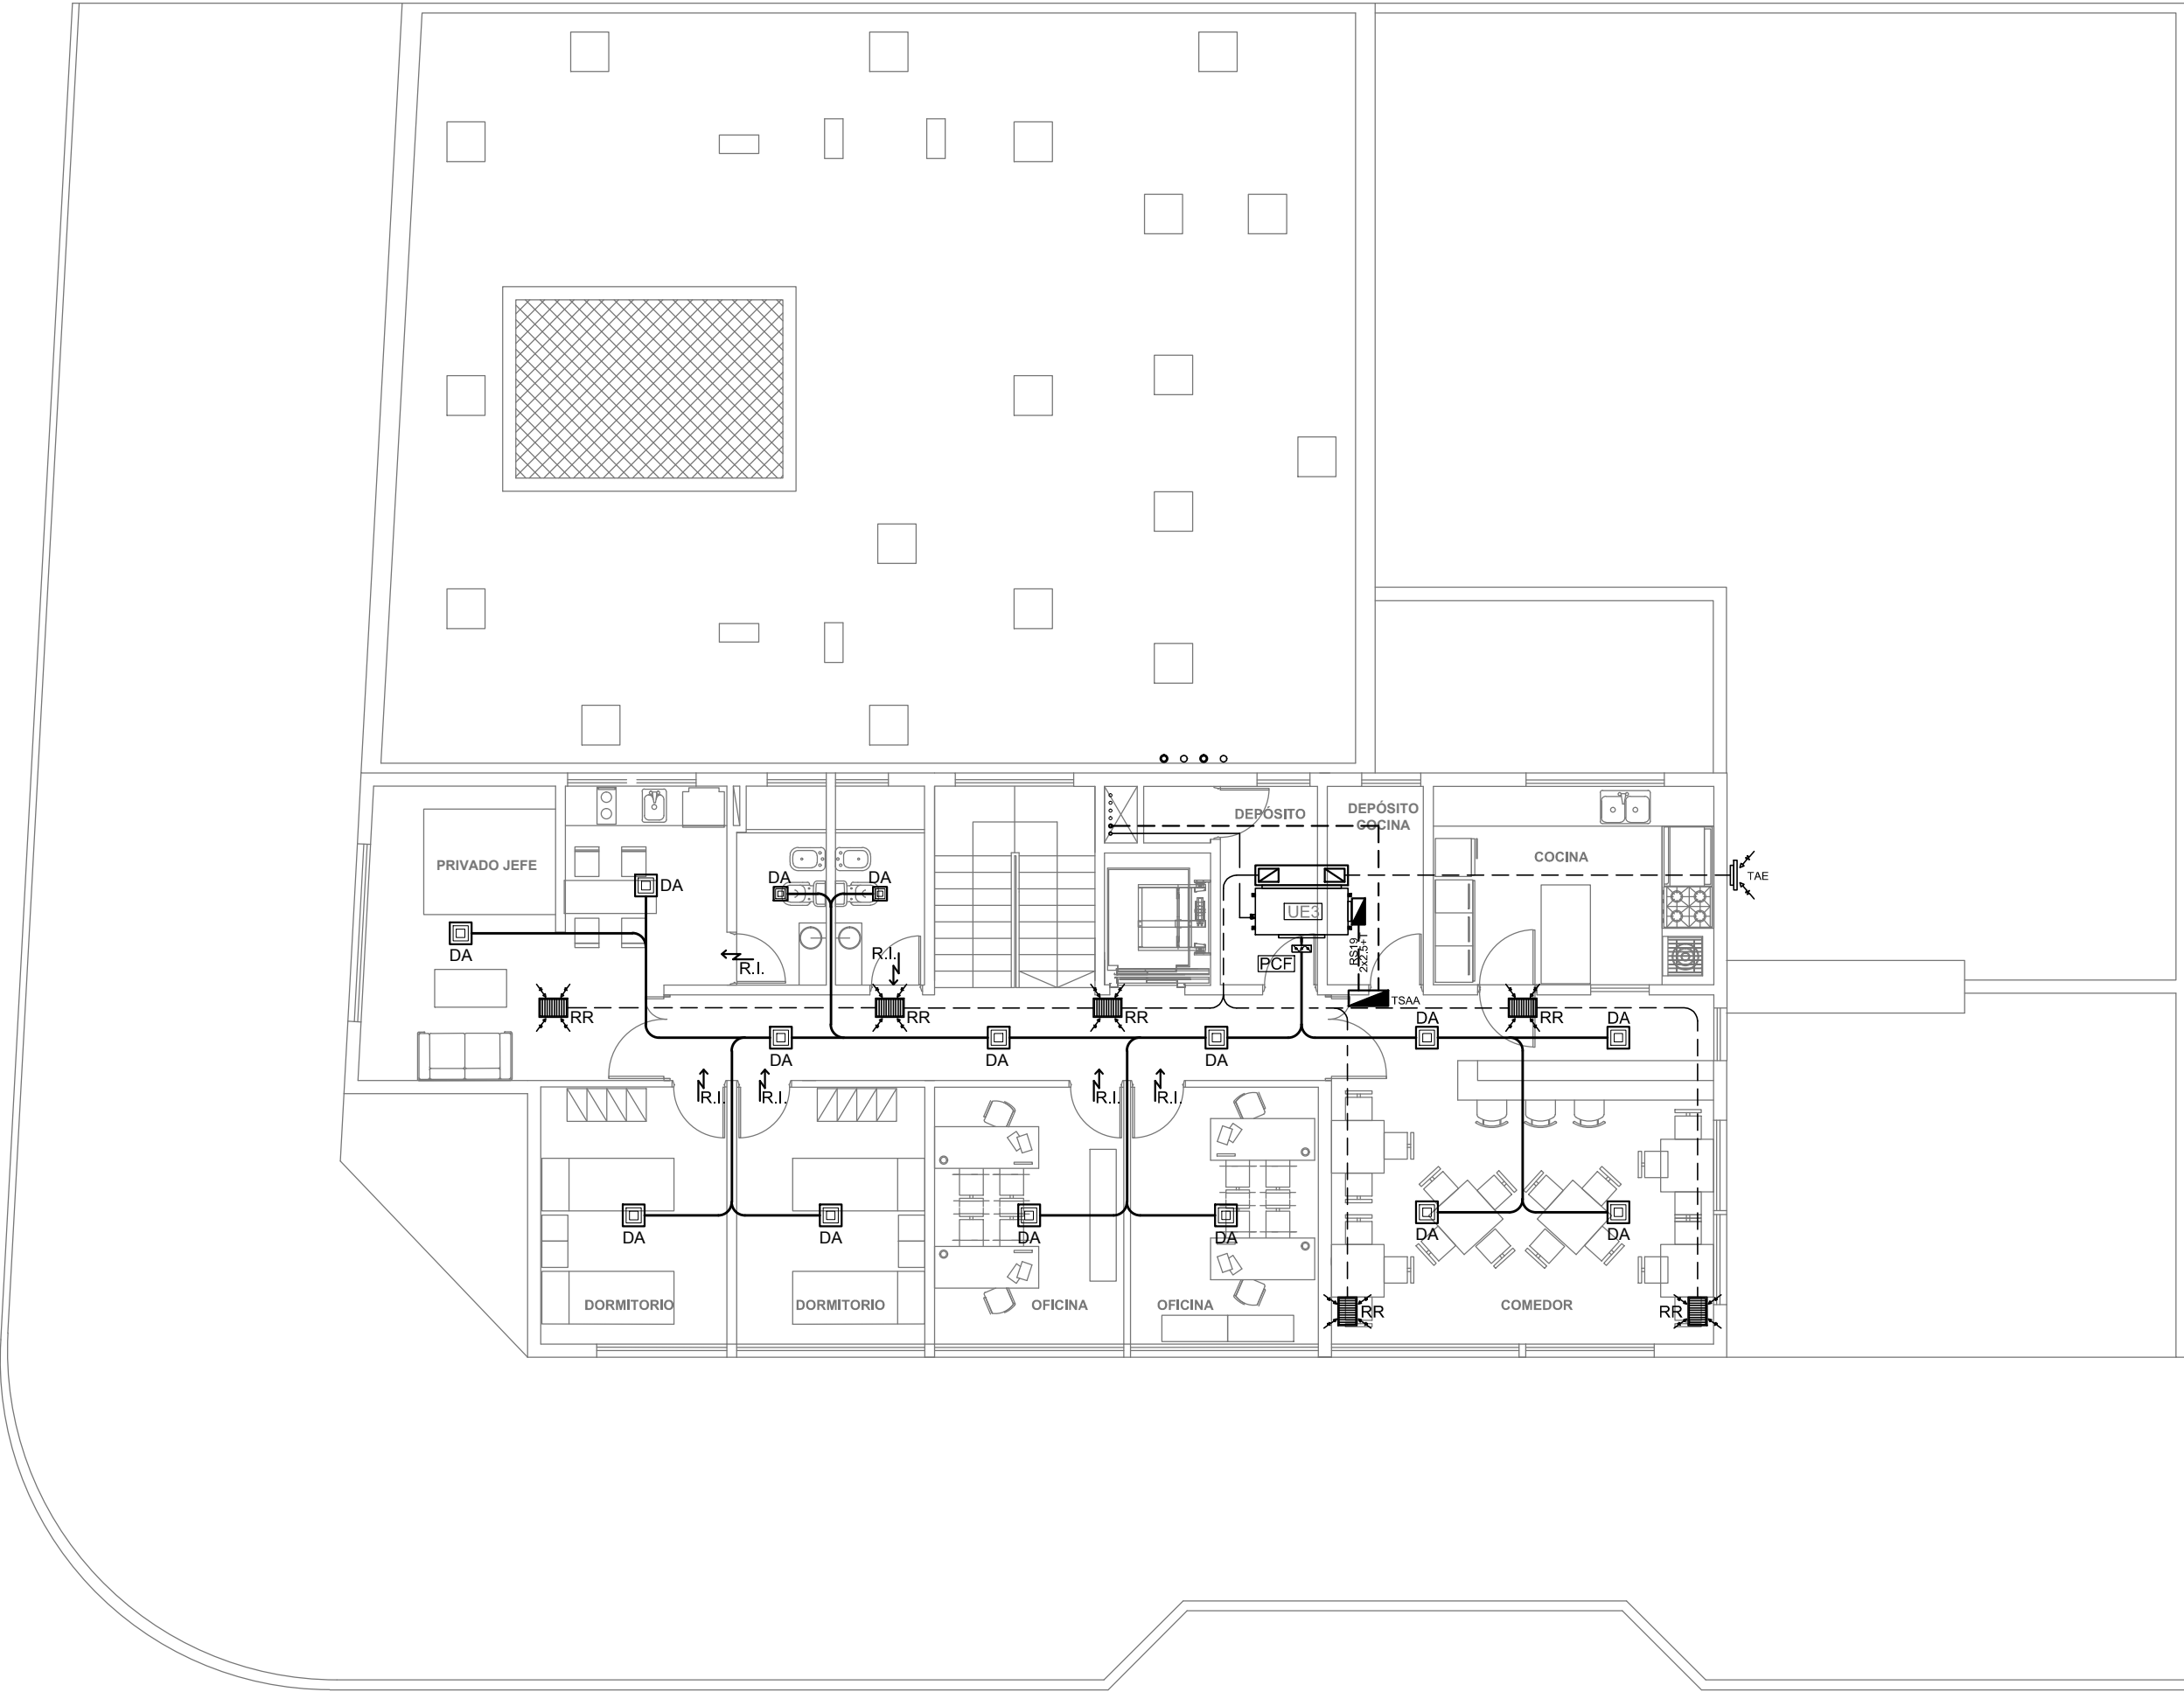 DEPÓSITO
DEPÓSITO
COCINA
COCINA
PRIVADO JEFE
DA
DA
DA
TAE
UE3
DA
R.I.
R.I.
PCF
RS19
2x2.5+T
TSAA
RR
RR
RR
RR
DA
DA
DA
DA
DA
R.I.
R.I.
R.I.
R.I.
DA
DA
DA
DA
DA
DA
DORMITORIO
DORMITORIO
OFICINA
OFICINA
COMEDOR
RR
RR